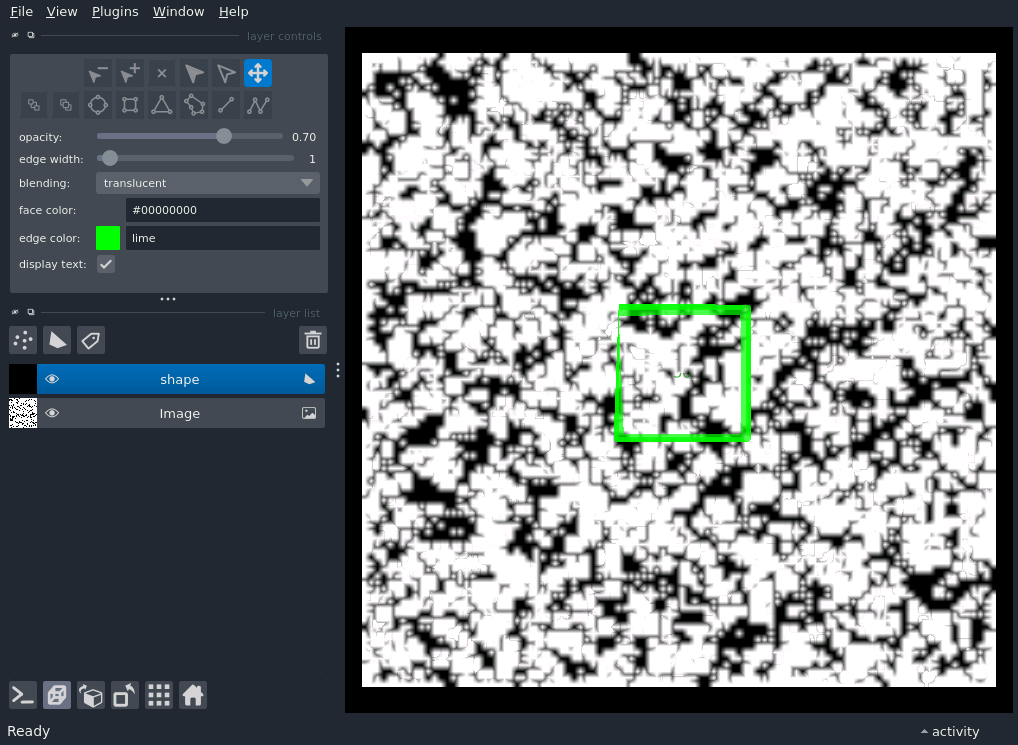 File View Plugins Window Help
layer controls
opacity: 0.70
edge width: 1
blending: translucent
face color: #00000000
edge color: lime
display text:
layer list
shape
Image
Ready
activity